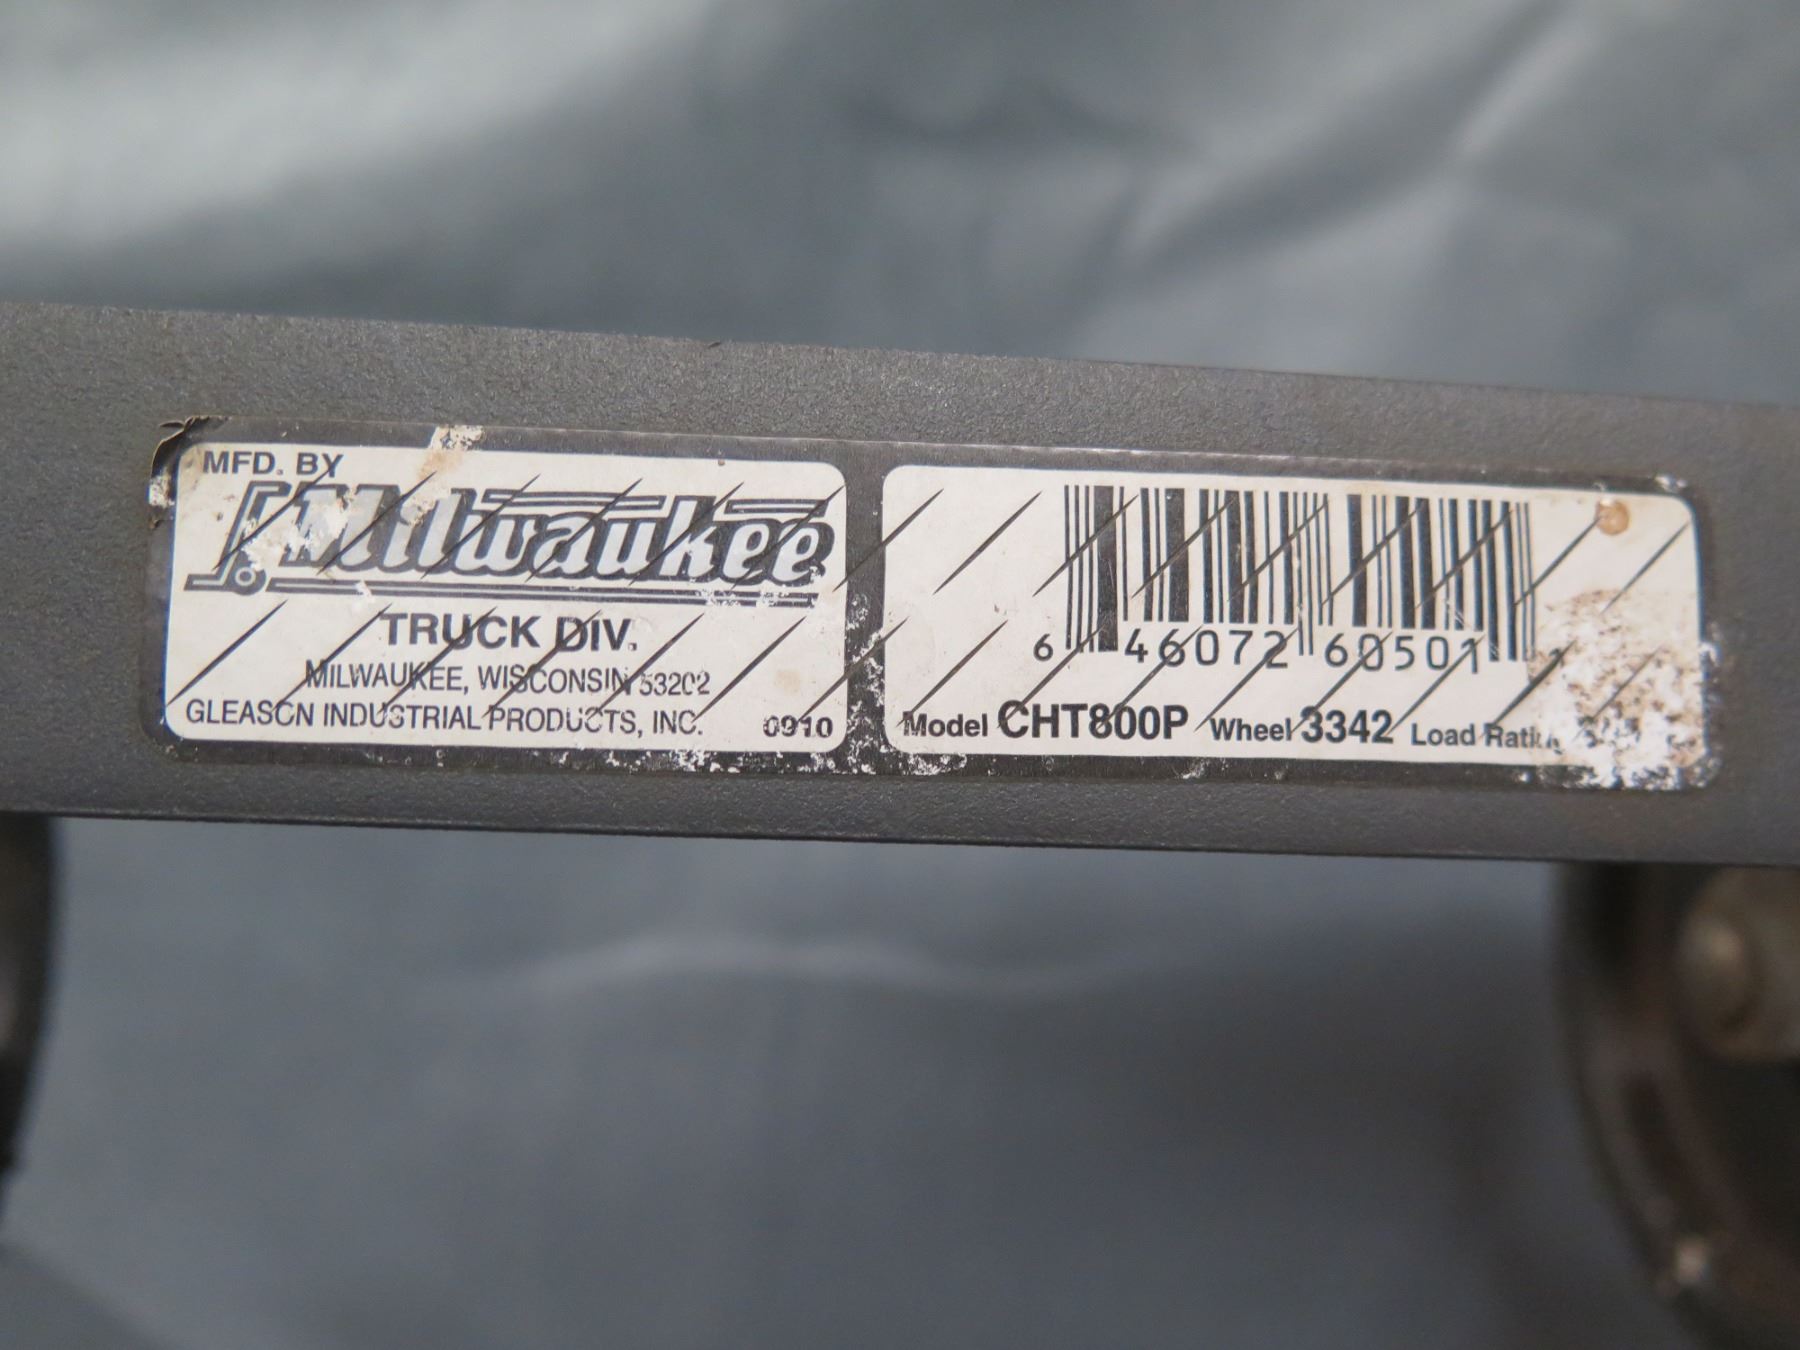 MFD. BY
Milwaukee
TRUCK DIV.
MILWAUKEE, WISCONSIN 53202
GLEASON INDUSTRIAL PRODUCTS, INC. 0910
6 46072 60501
Model CHT800P Wheel 3342 Load